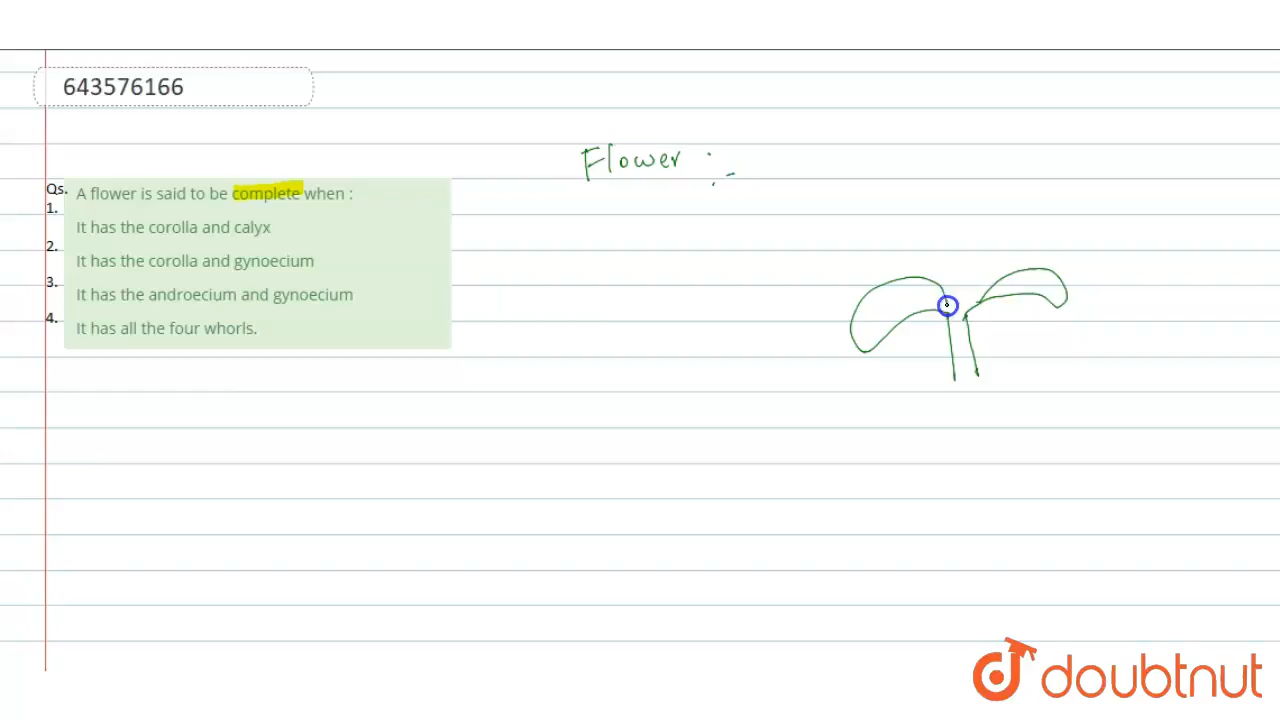 643576166
Flower :-
Qs. A flower is said to be complete when :
1. It has the corolla and calyx
2. It has the corolla and gynoecium
3. It has the androecium and gynoecium
4. It has all the four whorls.
doubtnut